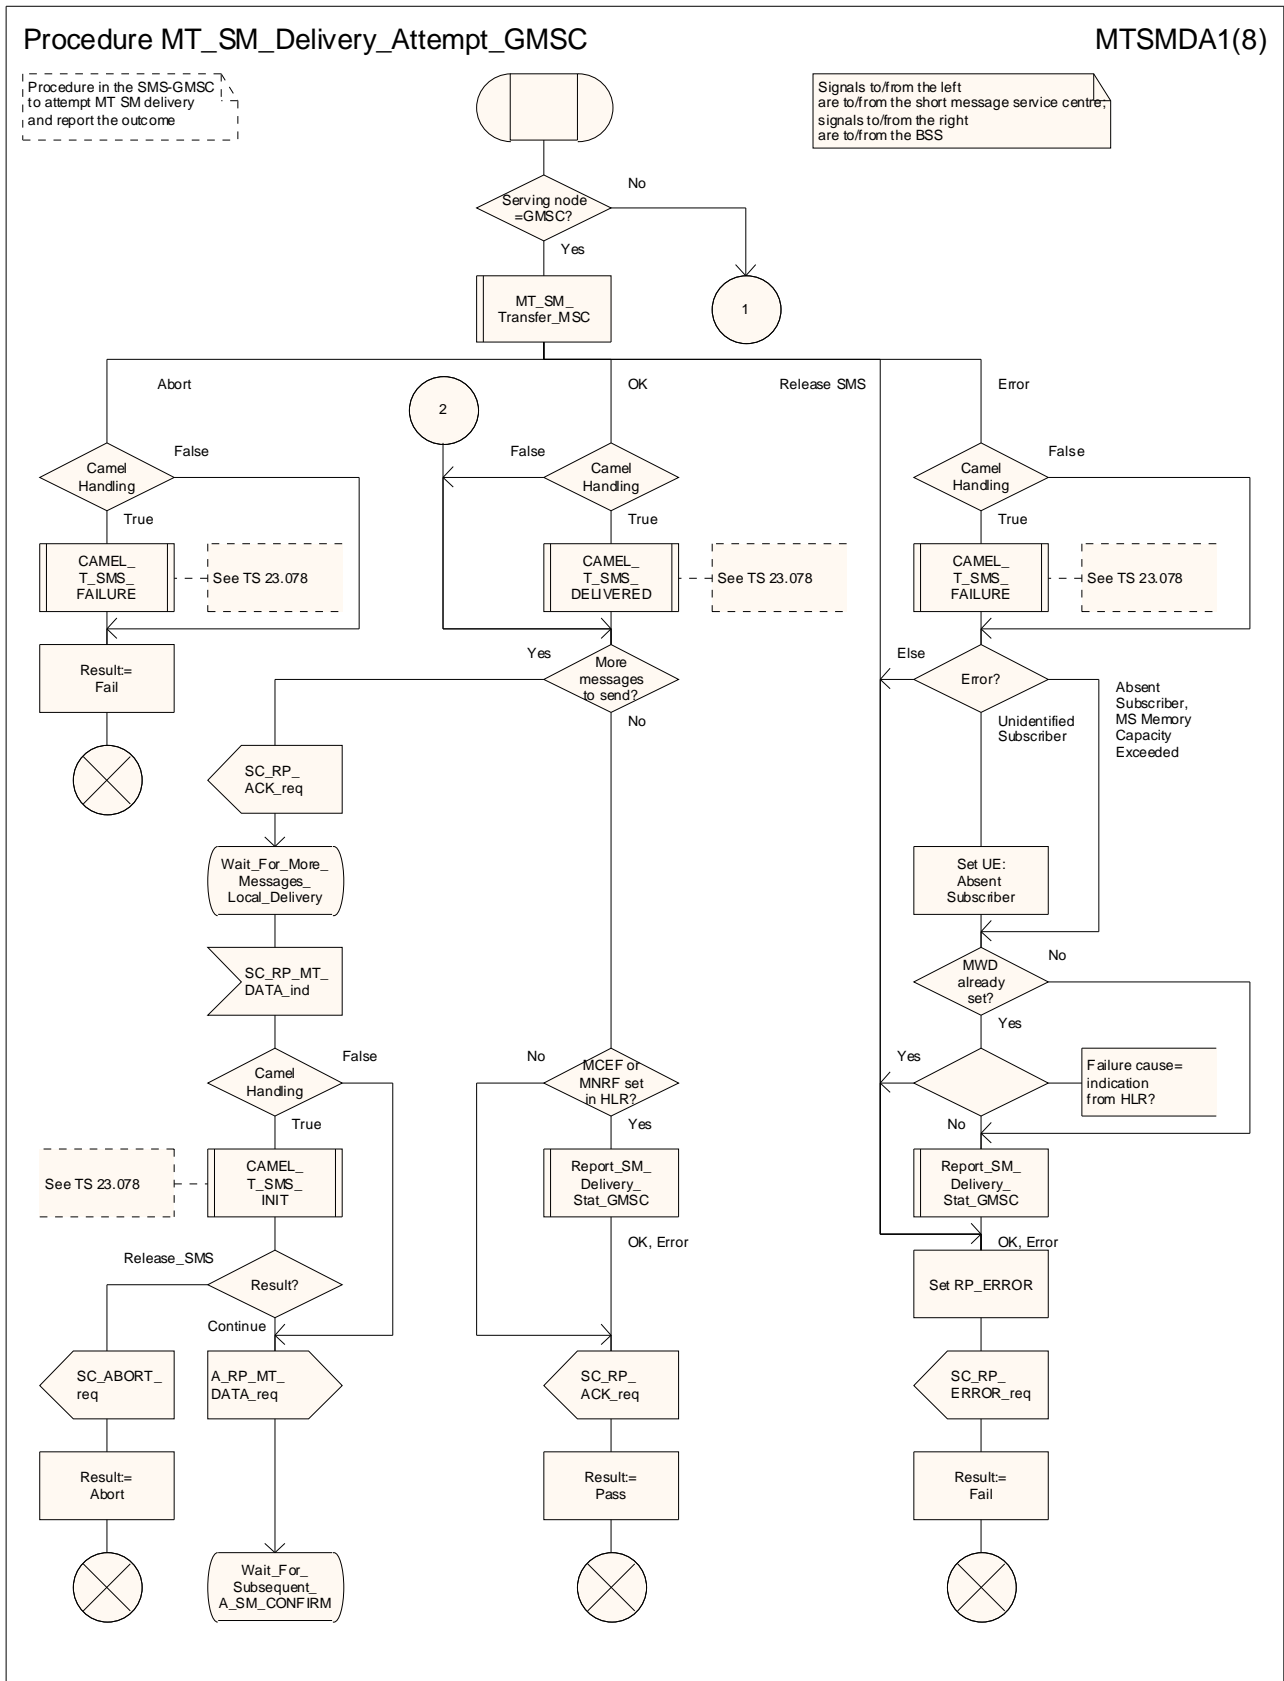 Procedure MT_SM_Delivery_Attempt_GMSC
MTSMDA1(8)
Procedure in the SMS-GMSC
to attempt MT SM delivery
and report the outcome
Signals to/from the left
are to/from the short message service centre;
signals to/from the right
are to/from the BSS
Serving node
=GMSC?
No
Yes
MT_SM_
Transfer_MSC
1
Abort
OK
Release SMS
Error
2
Camel
Handling
False
True
Camel
Handling
False
True
Camel
Handling
False
True
CAMEL_
T_SMS_
FAILURE
See TS 23.078
CAMEL_
T_SMS_
DELIVERED
See TS 23.078
CAMEL_
T_SMS_
FAILURE
See TS 23.078
Result:=
Fail
Yes
More
messages
to send?
No
Else
Error?
Unidentified
Subscriber
Absent
Subscriber,
MS Memory
Capacity
Exceeded
SC_RP_
ACK_req
Wait_For_More_
Messages_
Local_Delivery
Set UE:
Absent
Subscriber
SC_RP_MT_
DATA_ind
MWD
already
set?
No
Yes
Camel
Handling
False
True
No
MCEF or
MNRF set
in HLR?
Yes
Yes
Failure cause=
indication
from HLR?
No
See TS 23.078
CAMEL_
T_SMS_
INIT
Report_SM_
Delivery_
Stat_GMSC
Report_SM_
Delivery_
Stat_GMSC
OK, Error
OK, Error
Release_SMS
Result?
Continue
Set RP_ERROR
SC_ABORT_
req
A_RP_MT_
DATA_req
SC_RP_
ACK_req
SC_RP_
ERROR_req
Result:=
Abort
Result:=
Pass
Result:=
Fail
Wait_For_
Subsequent_
A_SM_CONFIRM